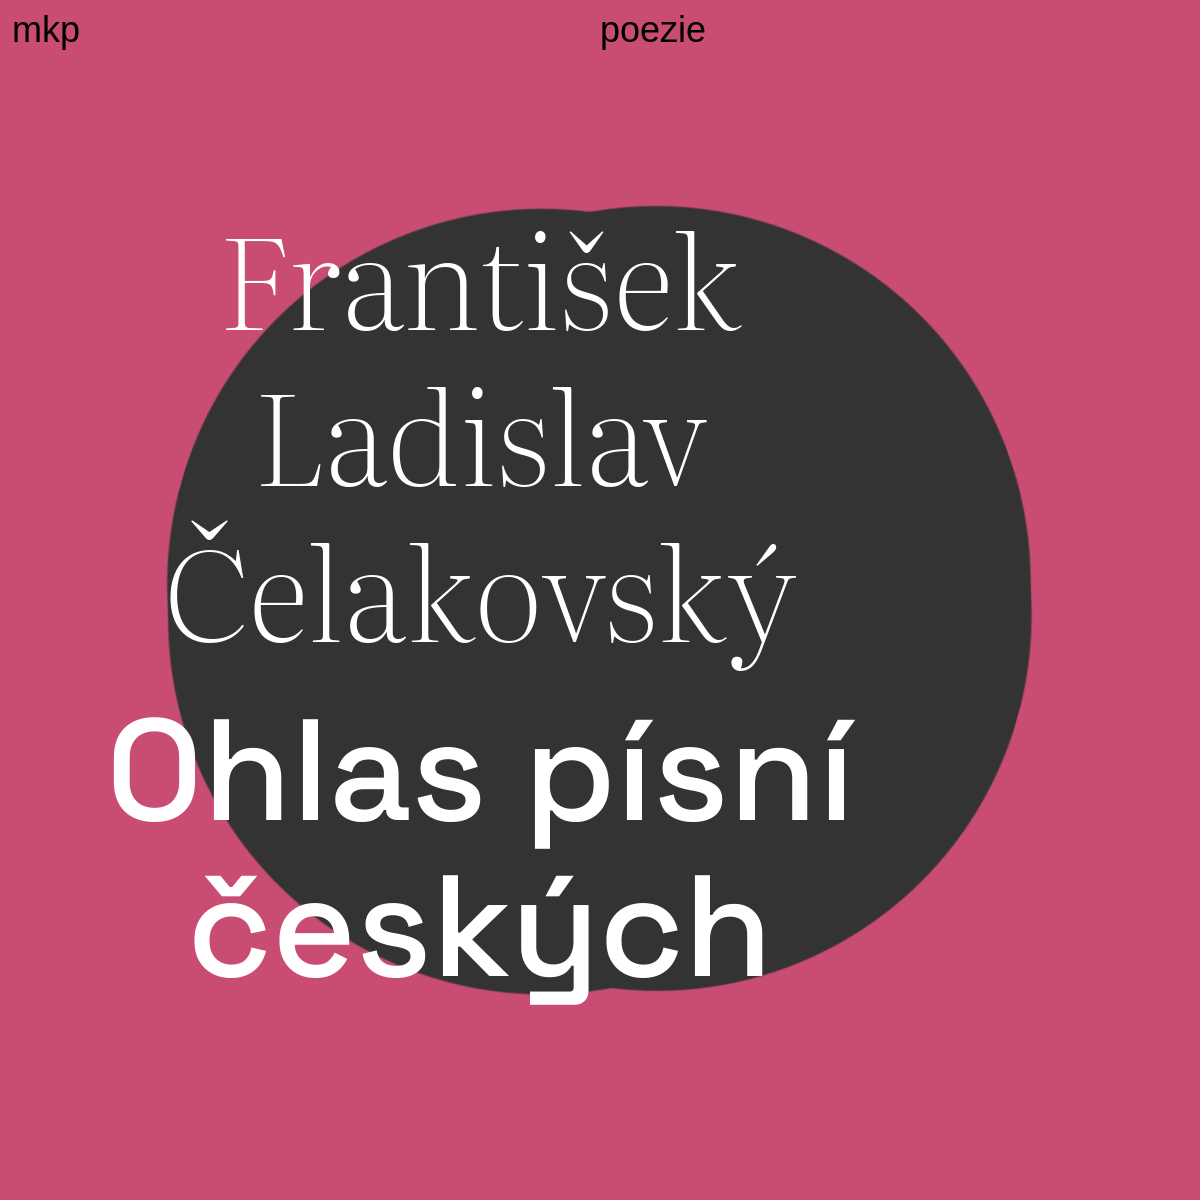 mkp
poezie
František
Ladislav
Čelakovský
Ohlas písní
českých